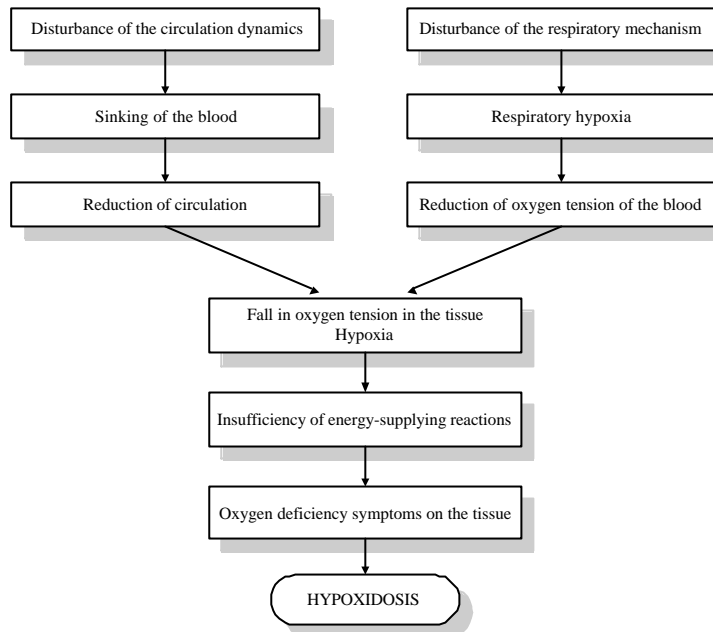 Disturbance of the circulation dynamics
Disturbance of the respiratory mechanism
Sinking of the blood
Respiratory hypoxia
Reduction of circulation
Reduction of oxygen tension of the blood
Fall in oxygen tension in the tissue
Hypoxia
Insufficiency of energy-supplying reactions
Oxygen deficiency symptoms on the tissue
HYPOXIDOSIS